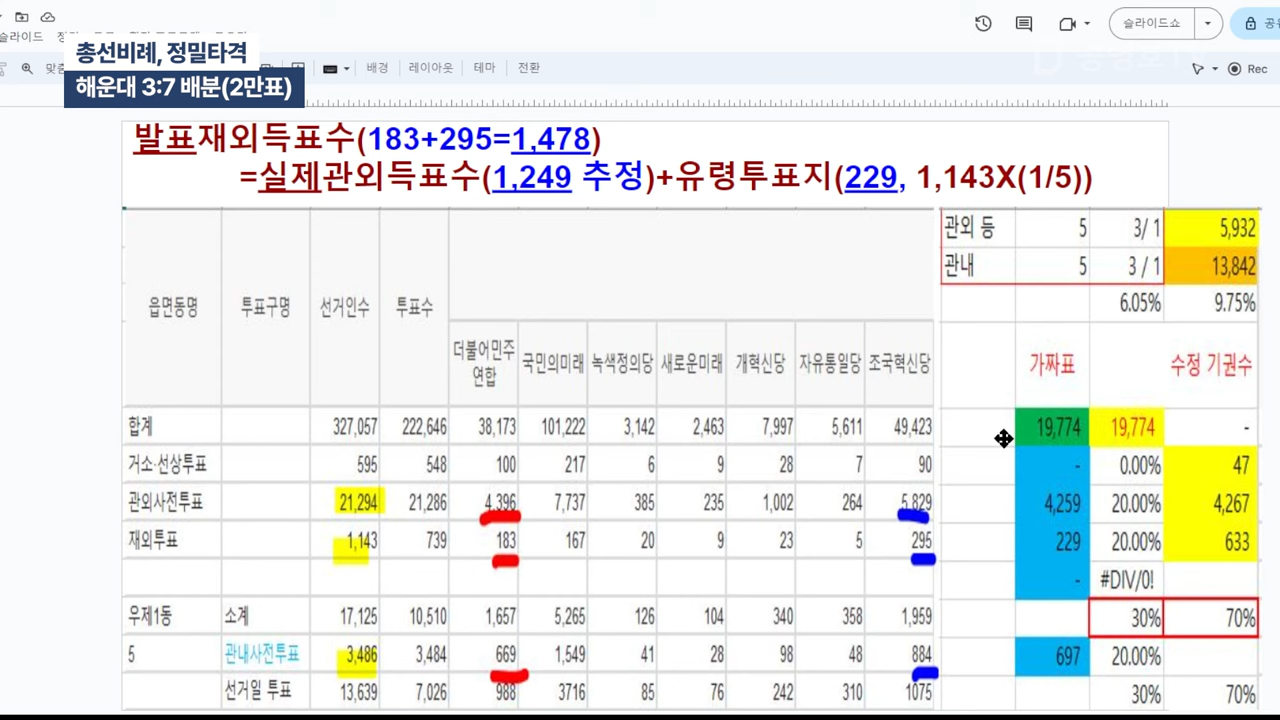 슬라이드
슬라이드쇼
총선비례, 정밀타격
해운대 3:7 배분(2만표)
배경 레이아웃 테마 전환
Rec
발표재외득표수(183+295=1,478)
=실제관외득표수(1,249 추정)+유령투표지(229, 1,143X(1/5))
관외 등 5 3/ 1 5,932
관내 5 3 / 1 13,842
6.05% 9.75%
읍면동명 투표구명 선거인수 투표수 더불어민주연합 국민의미래 녹색정의당 새로운미래 개혁신당 자유통일당 조국혁신당 가짜표 수정 기권수
합계 327,057 222,646 38,173 101,222 3,142 2,463 7,997 5,611 49,423 19,774 19,774 -
거소·선상투표 595 548 100 217 6 9 28 7 90 - 0.00% 47
관외사전투표 21,294 21,286 4,396 7,737 385 235 1,002 264 5,829 4,259 20.00% 4,267
재외투표 1,143 739 183 167 20 9 23 5 295 229 20.00% 633
- #DIV/0!
우제1동 소계 17,125 10,510 1,657 5,265 126 104 340 358 1,959 30% 70%
5 관내사전투표 3,486 3,484 669 1,549 41 28 98 48 884 697 20.00%
선거일 투표 13,639 7,026 988 3716 85 76 242 310 1075 30% 70%